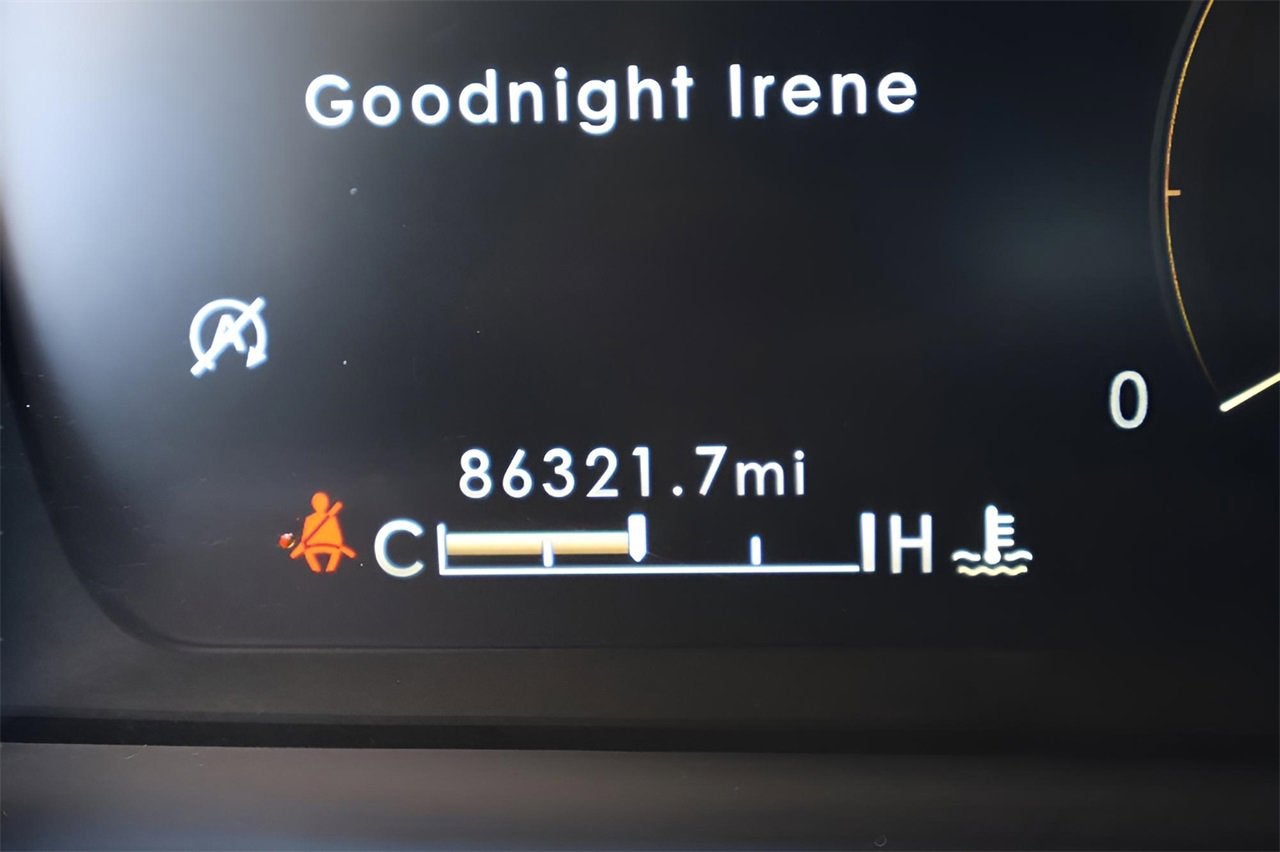 Goodnight Irene
A
0
86321.7mi
C H